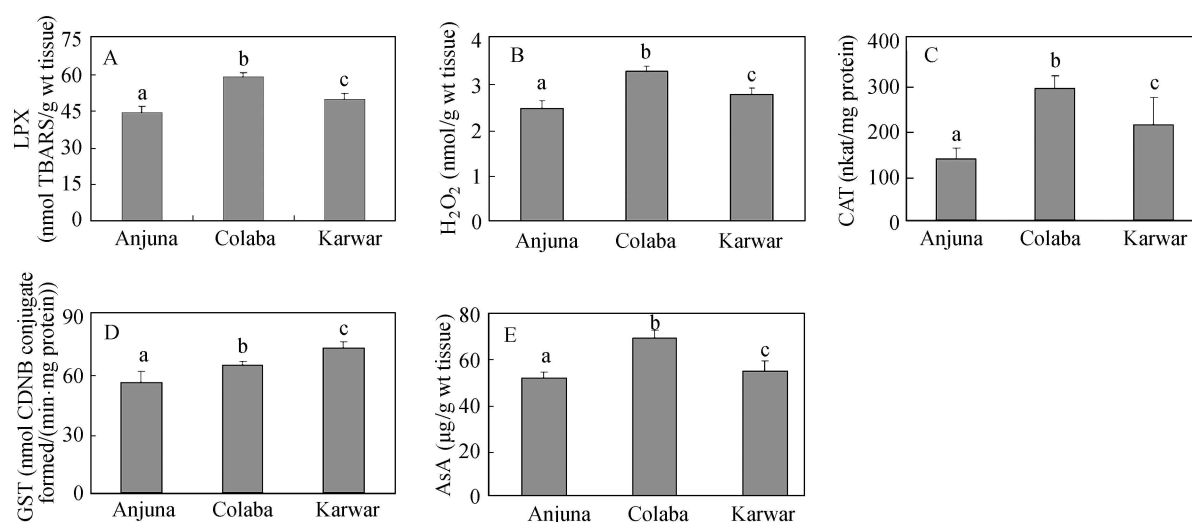 LPX
(nmol TBARS/g wt tissue)
75
60
45
30
15
0
A
a
b
c
Anjuna Colaba Karwar
H₂O₂ (nmol/g wt tissue)
4
3
2
1
0
B
a
b
c
Anjuna Colaba Karwar
CAT (nkat/mg protein)
400
300
200
100
0
C
a
b
c
Anjuna Colaba Karwar
GST (nmol CDNB conjugate
formed/(min·mg protein))
90
60
30
0
D
a
b
c
Anjuna Colaba Karwar
AsA (μg/g wt tissue)
80
60
40
20
0
E
a
b
c
Anjuna Colaba Karwar